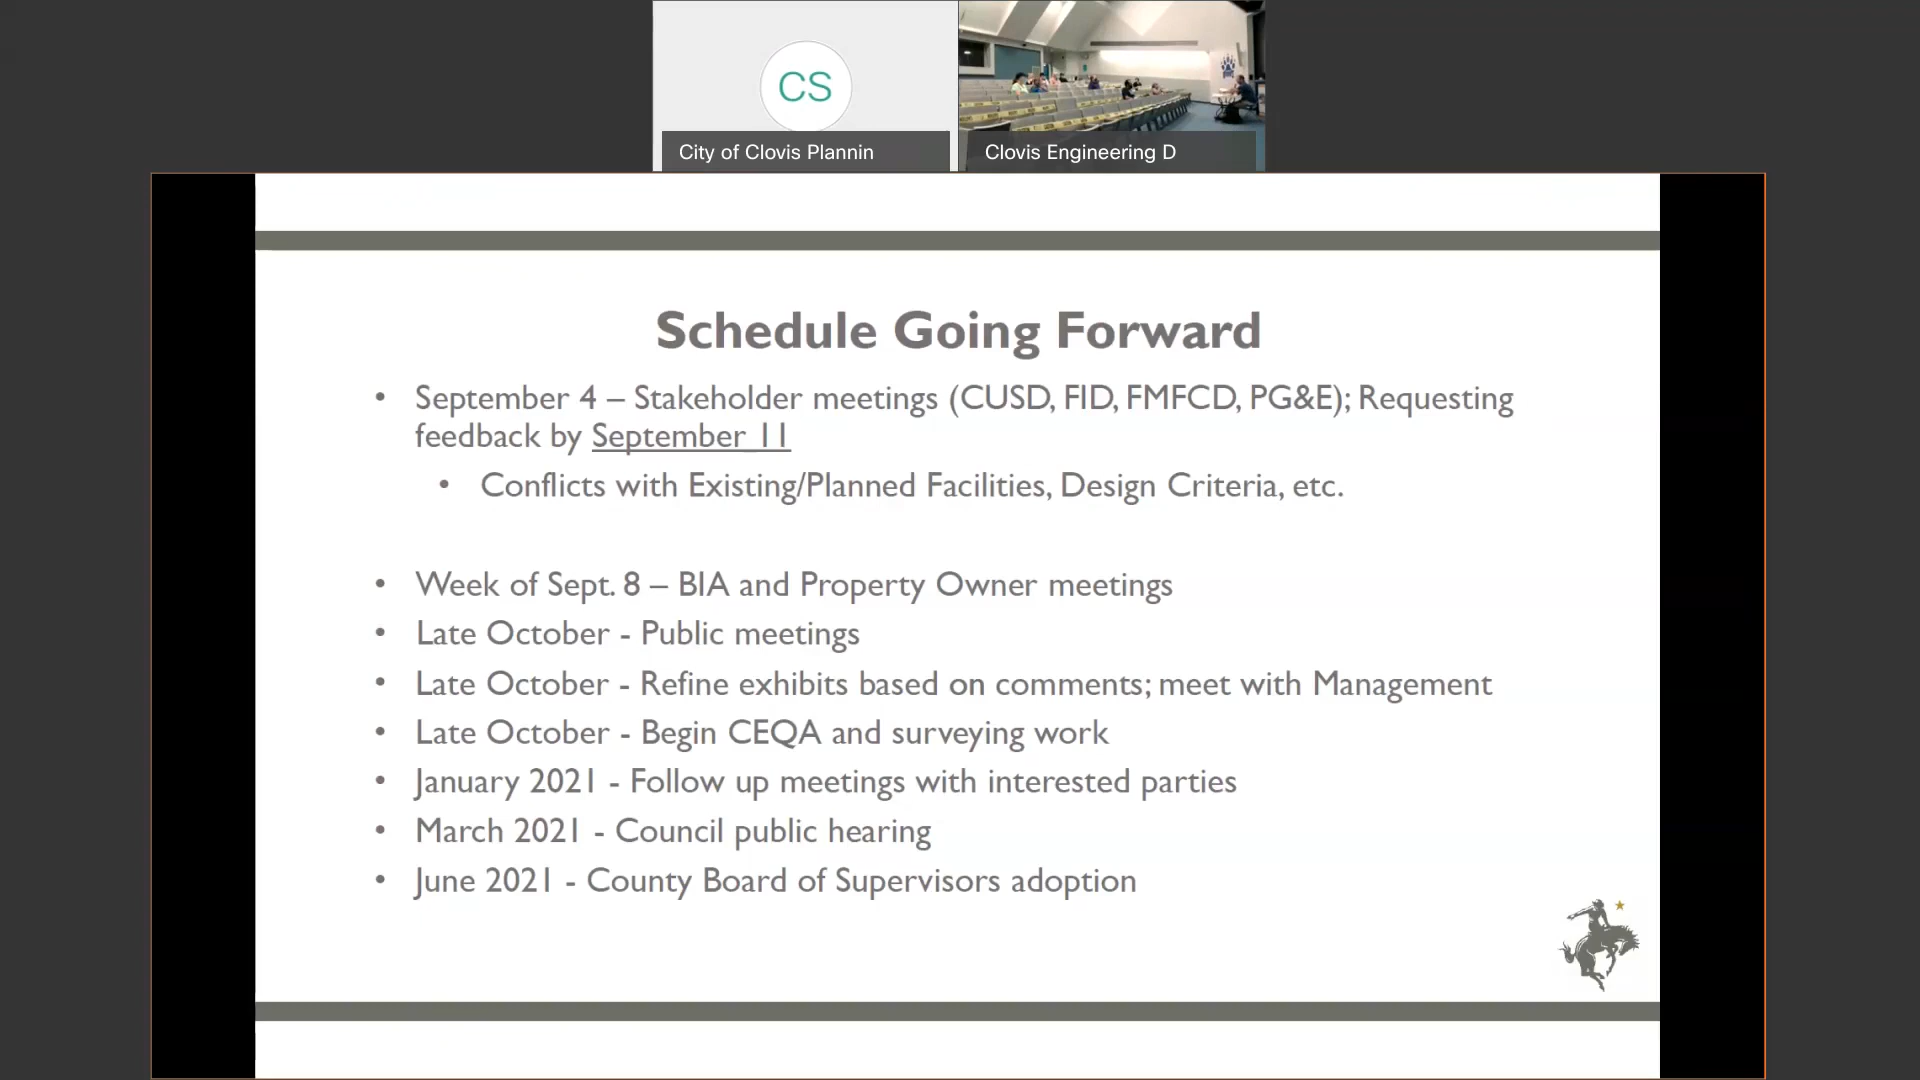 CS
City of Clovis Plannin
Clovis Engineering D
Schedule Going Forward
• September 4 – Stakeholder meetings (CUSD, FID, FMFCD, PG&E); Requesting
feedback by September 11
• Conflicts with Existing/Planned Facilities, Design Criteria, etc.
• Week of Sept. 8 – BIA and Property Owner meetings
• Late October - Public meetings
• Late October - Refine exhibits based on comments; meet with Management
• Late October - Begin CEQA and surveying work
• January 2021 - Follow up meetings with interested parties
• March 2021 - Council public hearing
• June 2021 - County Board of Supervisors adoption